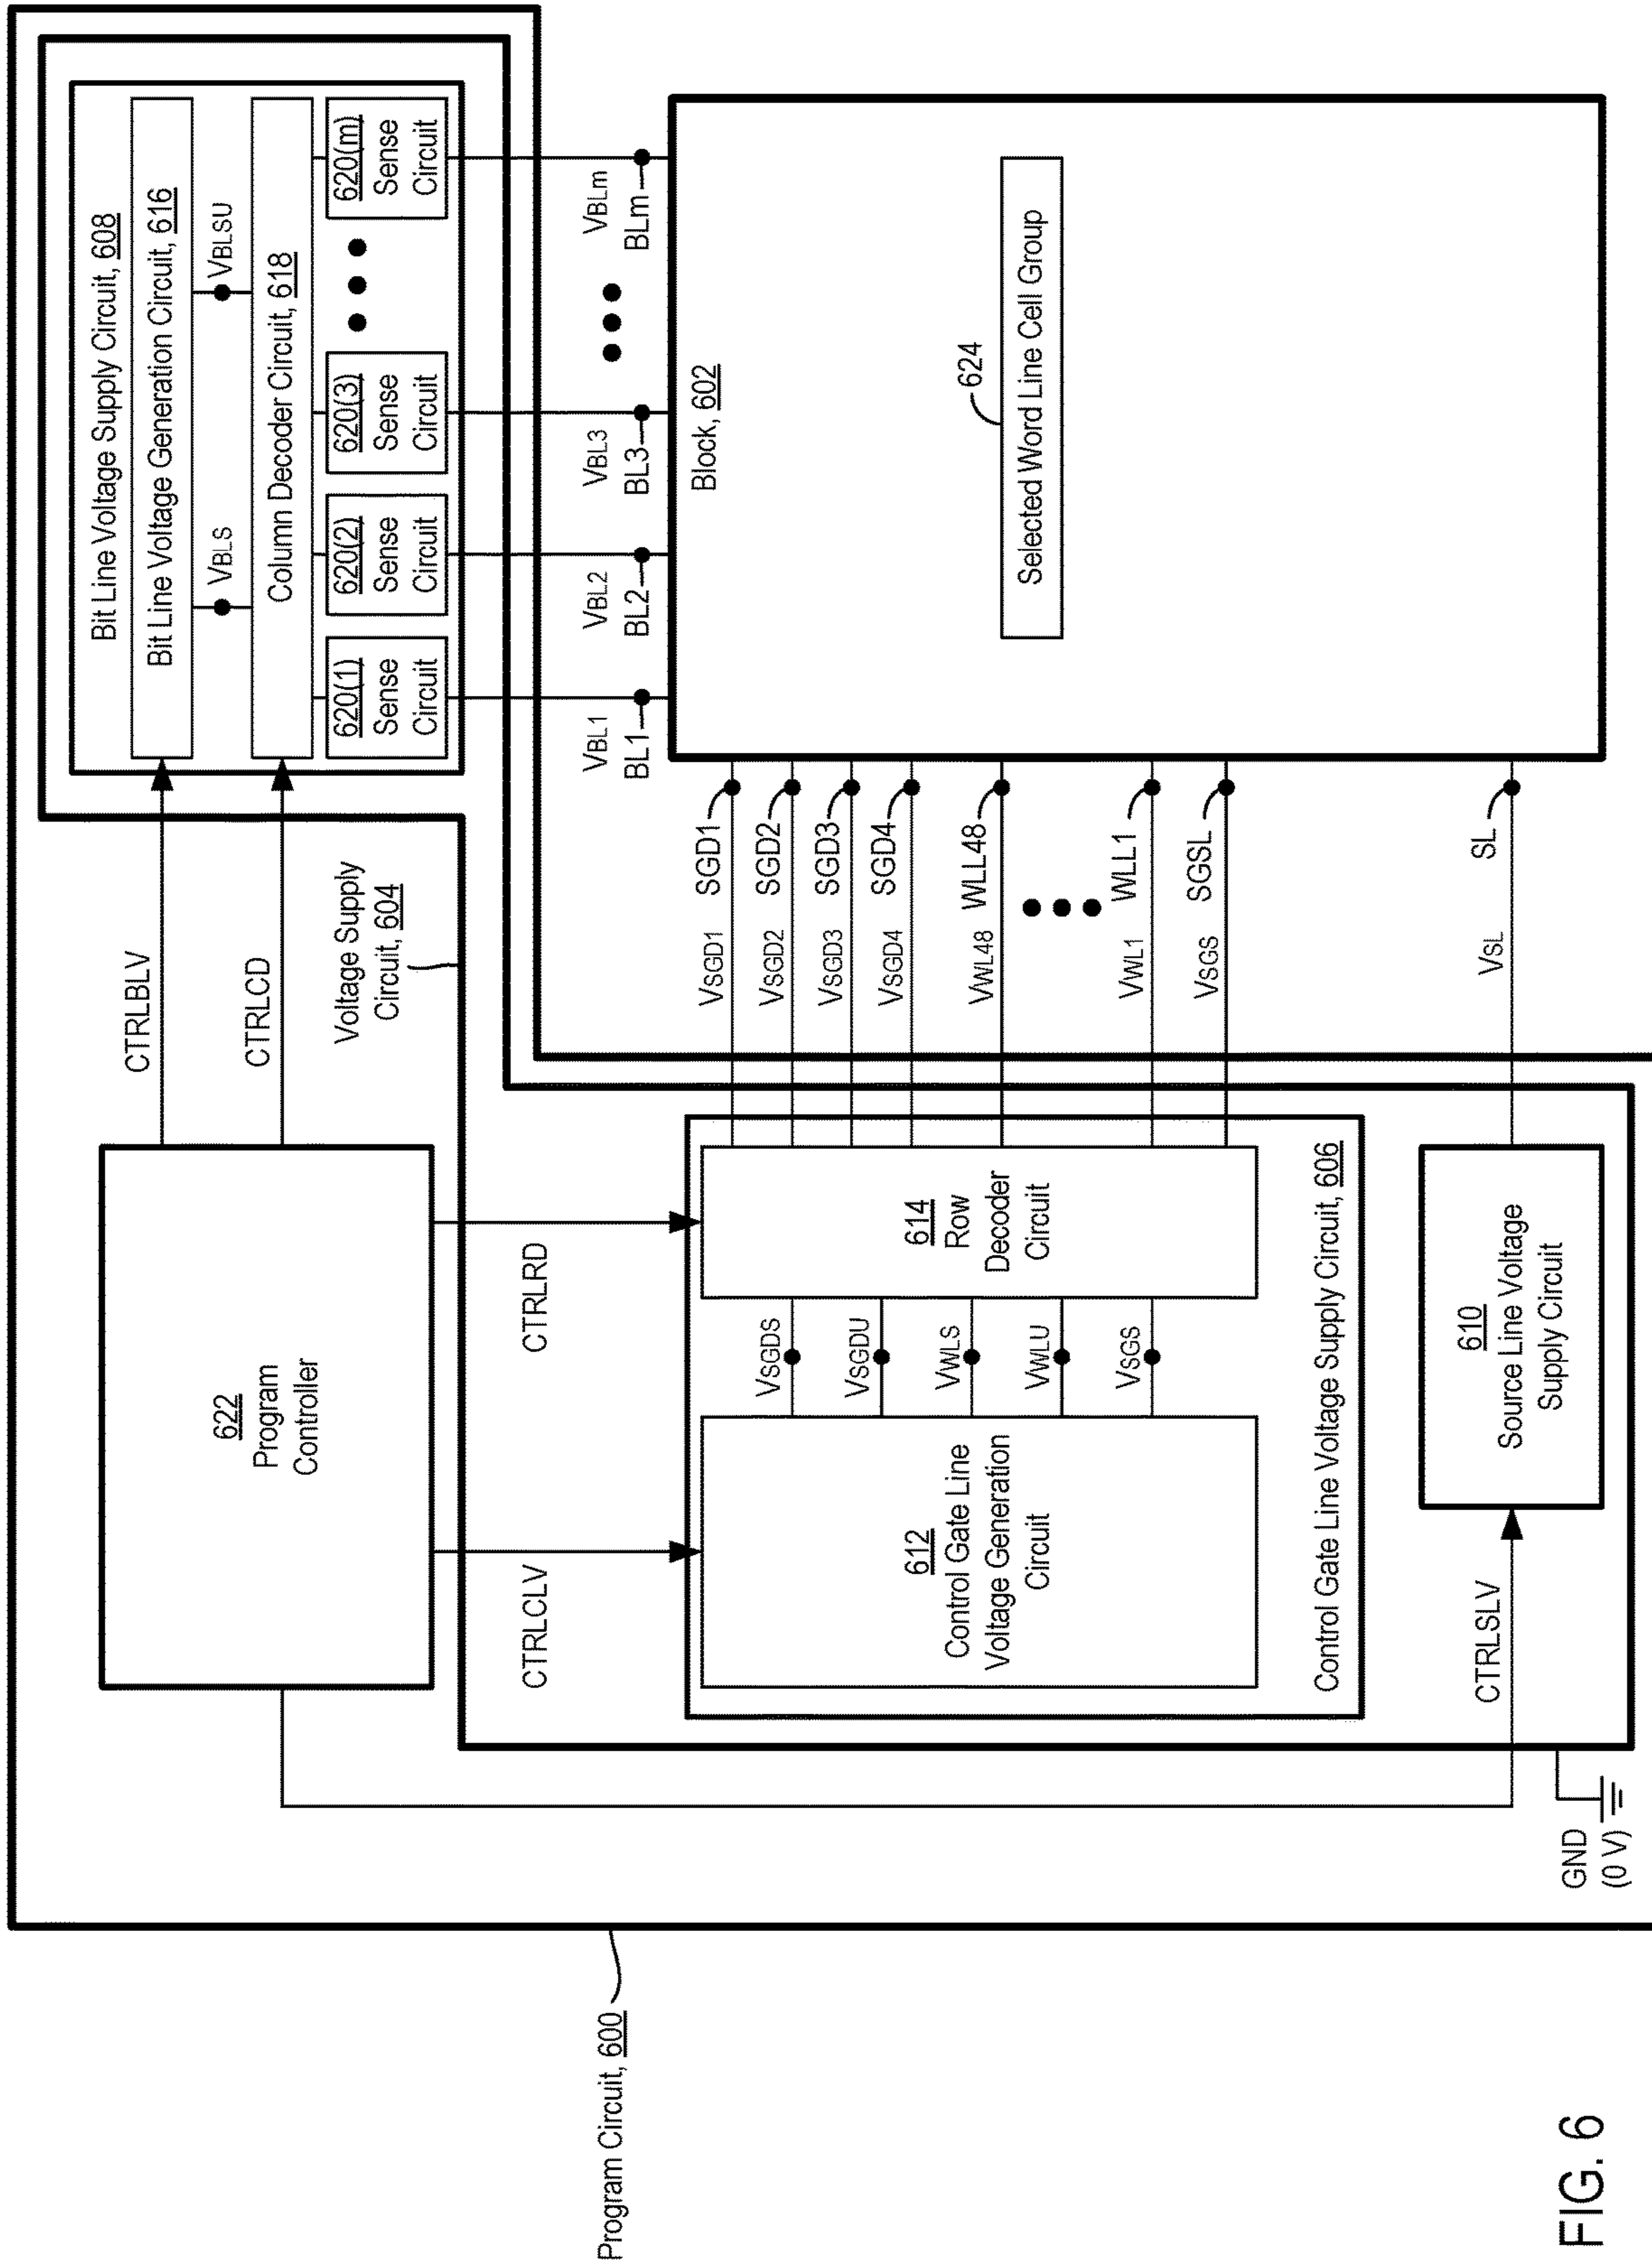 Program Circuit, 600
622
Program
Controller
CTRLBLV
CTRLCD
Voltage Supply
Circuit, 604
Bit Line Voltage Supply Circuit, 608
Bit Line Voltage Generation Circuit, 616
VBLS
VBLSU
Column Decoder Circuit, 618
620(1)
Sense
Circuit
620(2)
Sense
Circuit
620(3)
Sense
Circuit
620(m)
Sense
Circuit
CTRLCLV
CTRLRD
VBL1
BL1
VBL2
BL2
VBL3
BL3
VBLm
BLm
Block, 602
612
Control Gate Line
Voltage Generation
Circuit
VSGDS
VSGDU
VWLS
VWLU
VSGS
614
Row
Decoder
Circuit
Control Gate Line Voltage Supply Circuit, 606
VSGD1 SGD1
VSGD2 SGD2
VSGD3 SGD3
VSGD4 SGD4
VWL48 WLL48
VWL1 WLL1
VSGS SGSL
VSL SL
624
Selected Word Line Cell Group
CTRLSLV
610
Source Line Voltage
Supply Circuit
GND
(0 V)
FIG. 6